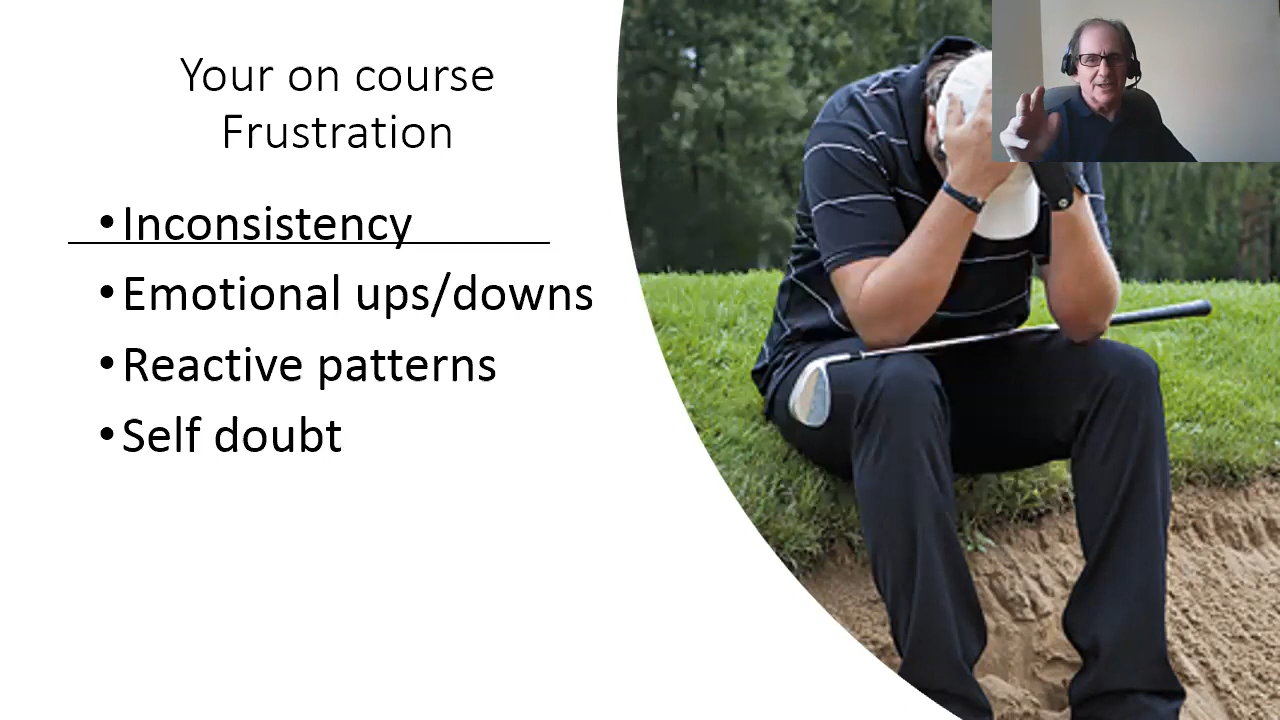 Your on course
Frustration
•Inconsistency
•Emotional ups/downs
•Reactive patterns
•Self doubt